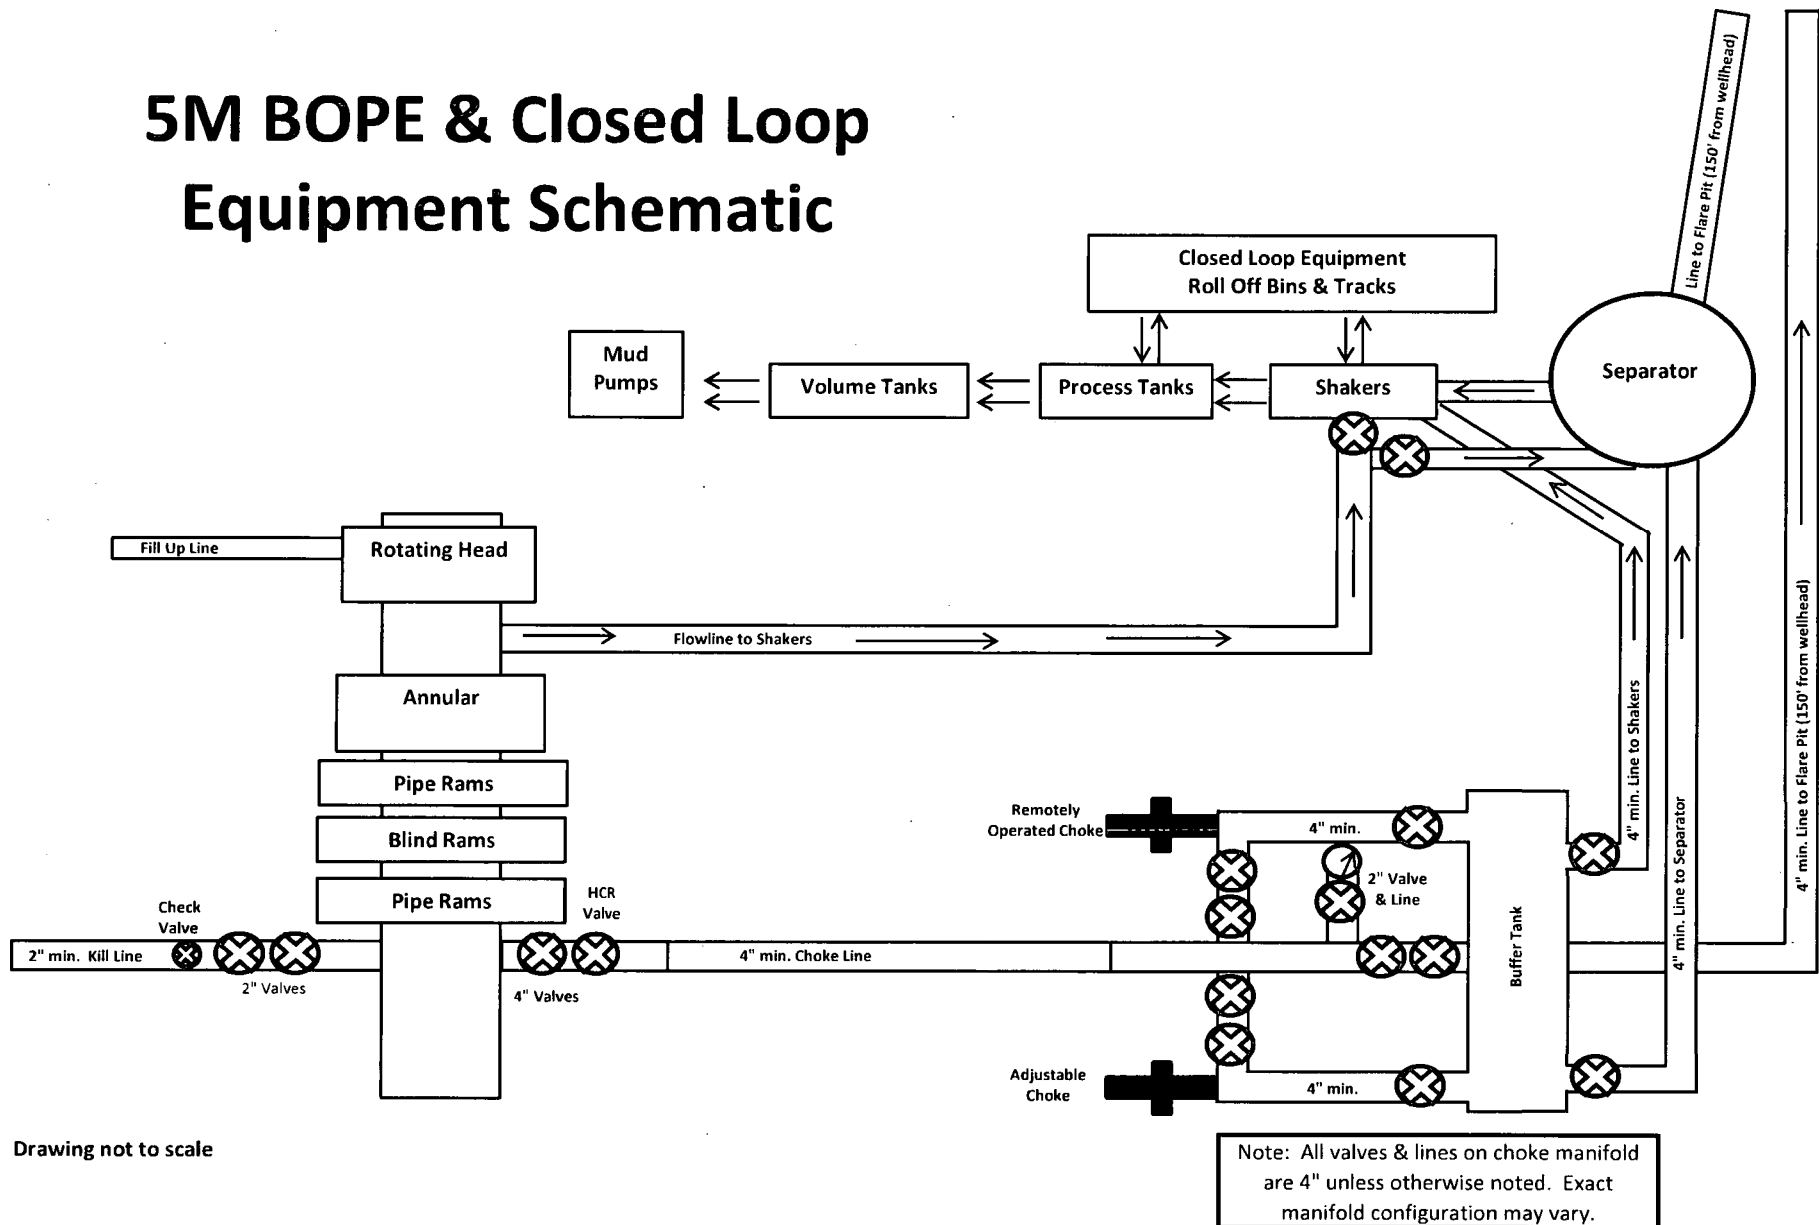 5M BOPE & Closed Loop
Equipment Schematic
Line to Flare Pit (150' from wellhead)
Closed Loop Equipment
Roll Off Bins & Tracks
Mud
Pumps
Volume Tanks
Process Tanks
Shakers
Separator
Fill Up Line
Rotating Head
Flowline to Shakers
Annular
Pipe Rams
Blind Rams
Pipe Rams
Check
Valve
HCR
Valve
2" min. Kill Line
2" Valves
4" Valves
4" min. Choke Line
Remotely
Operated Choke
4" min.
2" Valve
& Line
Buffer Tank
Adjustable
Choke
4" min.
4" min. Line to Shakers
4" min. Line to Separator
4" min. Line to Flare Pit (150' from wellhead)
Drawing not to scale
Note: All valves & lines on choke manifold
are 4" unless otherwise noted. Exact
manifold configuration may vary.